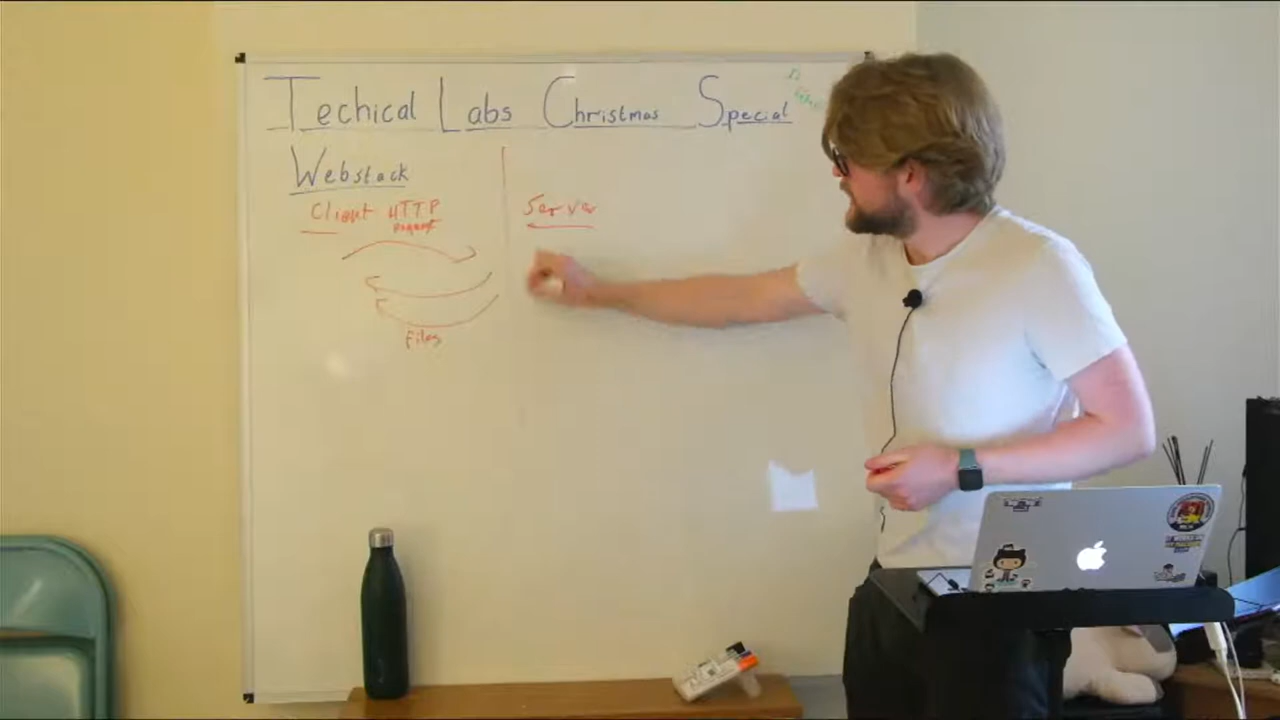 Techical Labs Christmas Special
Webstack
Client HTTP
Request
Server
Files